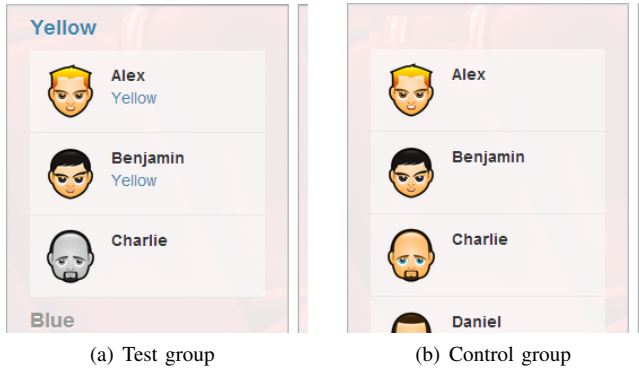 Yellow
Alex
Yellow
Benjamin
Yellow
Charlie
Blue
(a) Test group
Alex
Benjamin
Charlie
Daniel
(b) Control group